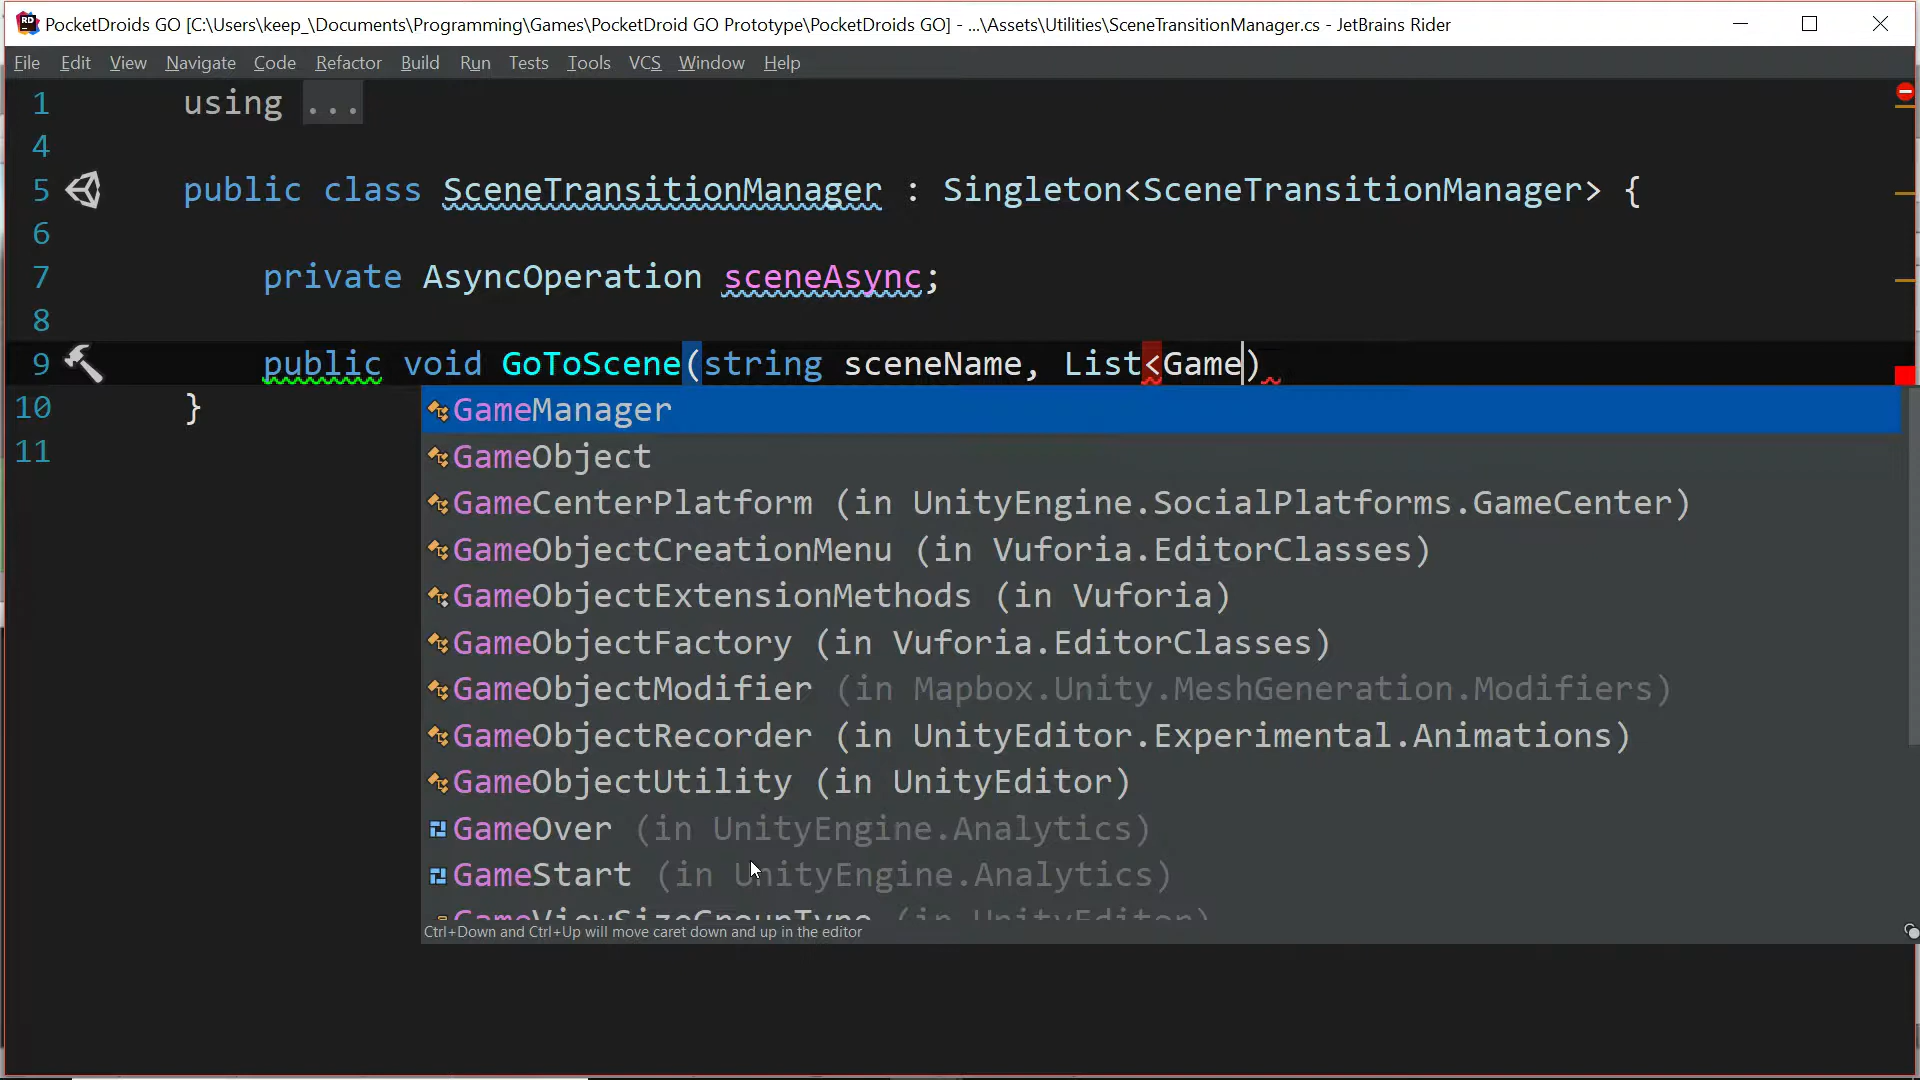 PocketDroids GO [C:\Users\keep_\Documents\Programming\Games\PocketDroid GO Prototype\PocketDroids GO] - ...\Assets\Utilities\SceneTransitionManager.cs - JetBrains Rider
File Edit View Navigate Code Refactor Build Run Tests Tools VCS Window Help
1 using ...
4
5 public class SceneTransitionManager : Singleton<SceneTransitionManager> {
6
7 private AsyncOperation sceneAsync;
8
9 public void GoToScene(string sceneName, List<Game)
10 }
11
GameManager
GameObject
GameCenterPlatform (in UnityEngine.SocialPlatforms.GameCenter)
GameObjectCreationMenu (in Vuforia.EditorClasses)
GameObjectExtensionMethods (in Vuforia)
GameObjectFactory (in Vuforia.EditorClasses)
GameObjectModifier (in Mapbox.Unity.MeshGeneration.Modifiers)
GameObjectRecorder (in UnityEditor.Experimental.Animations)
GameObjectUtility (in UnityEditor)
GameOver (in UnityEngine.Analytics)
GameStart (in UnityEngine.Analytics)
GameViewSizeGroupType (in UnityEditor)
Ctrl+Down and Ctrl+Up will move caret down and up in the editor